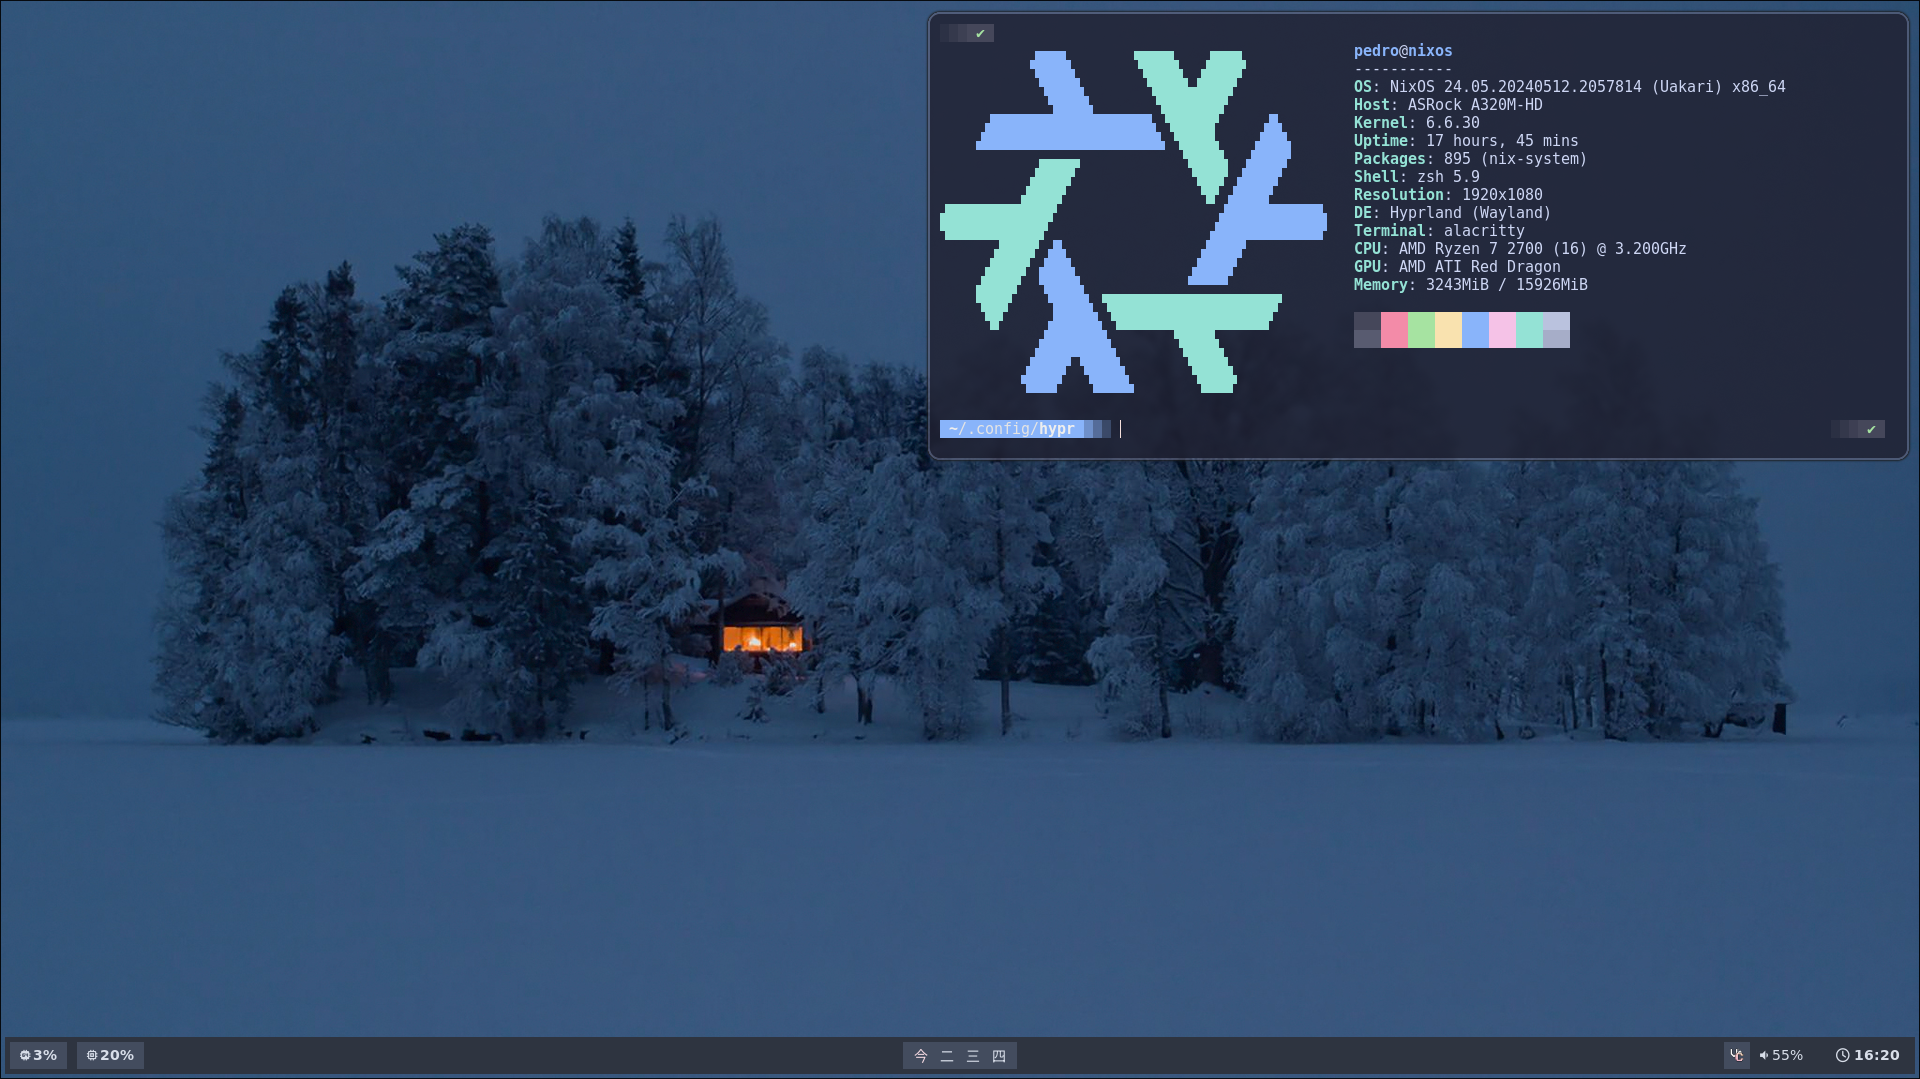 ✔
pedro@nixos
-----------
OS: NixOS 24.05.20240512.2057814 (Uakari) x86_64
Host: ASRock A320M-HD
Kernel: 6.6.30
Uptime: 17 hours, 45 mins
Packages: 895 (nix-system)
Shell: zsh 5.9
Resolution: 1920x1080
DE: Hyprland (Wayland)
Terminal: alacritty
CPU: AMD Ryzen 7 2700 (16) @ 3.200GHz
GPU: AMD ATI Red Dragon
Memory: 3243MiB / 15926MiB
~/.config/hypr ✔
3% 20% 今 二 三 四 55% 16:20